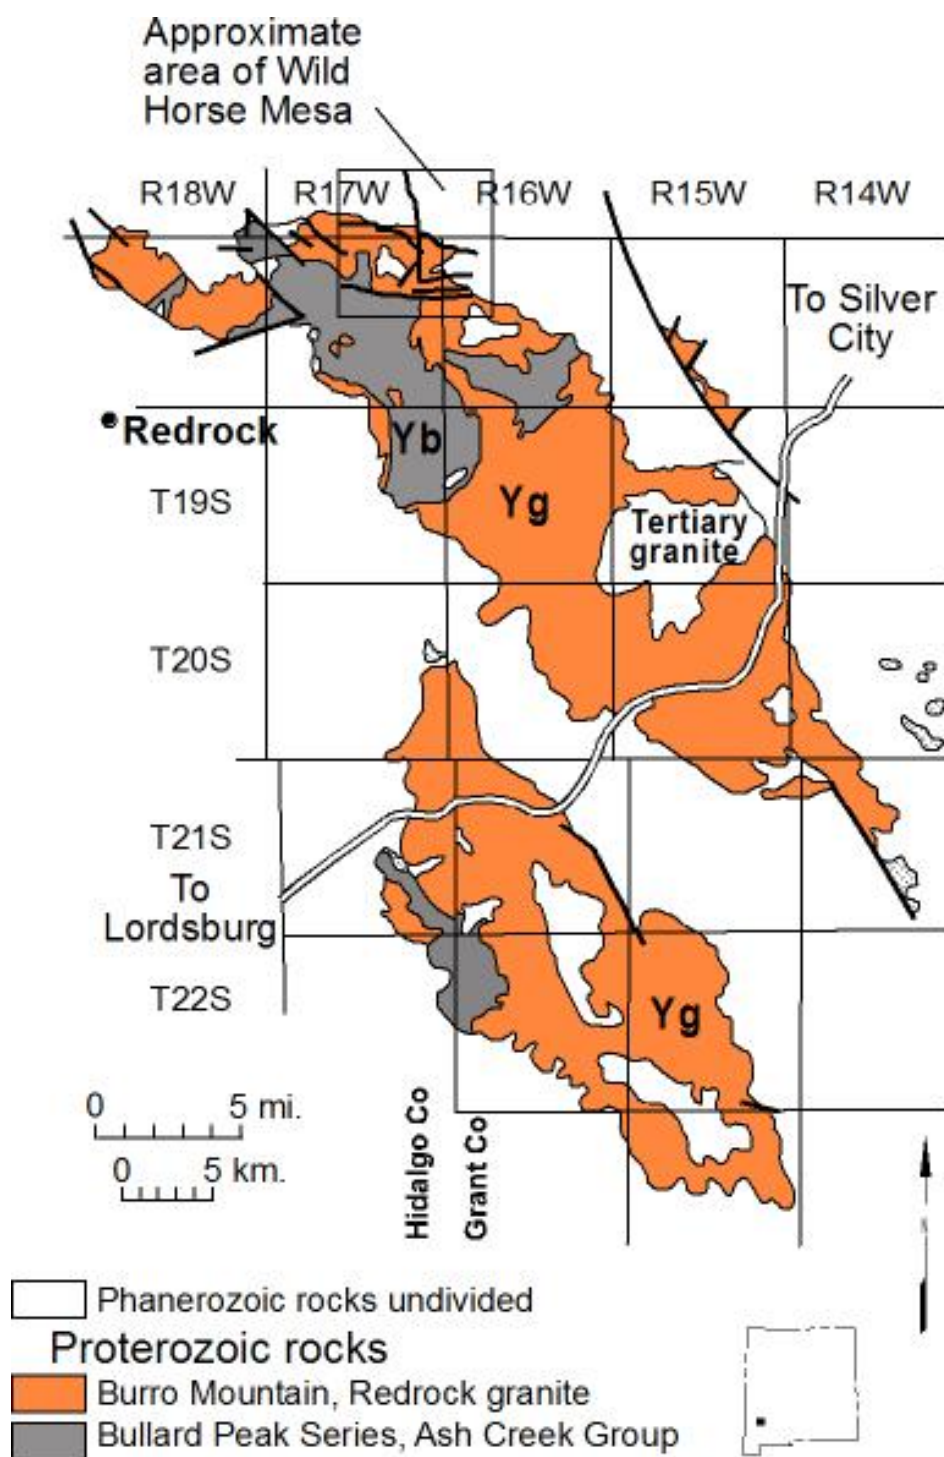 Approximate
area of Wild
Horse Mesa
R18W
R17W
R16W
R15W
R14W
To Silver
City
Redrock
Yb
T19S
Yg
Tertiary
granite
T20S
T21S
To
Lordsburg
T22S
Yg
0 5 mi.
0 5 km.
Hidalgo Co
Grant Co
Phanerozoic rocks undivided
Proterozoic rocks
Burro Mountain, Redrock granite
Bullard Peak Series, Ash Creek Group